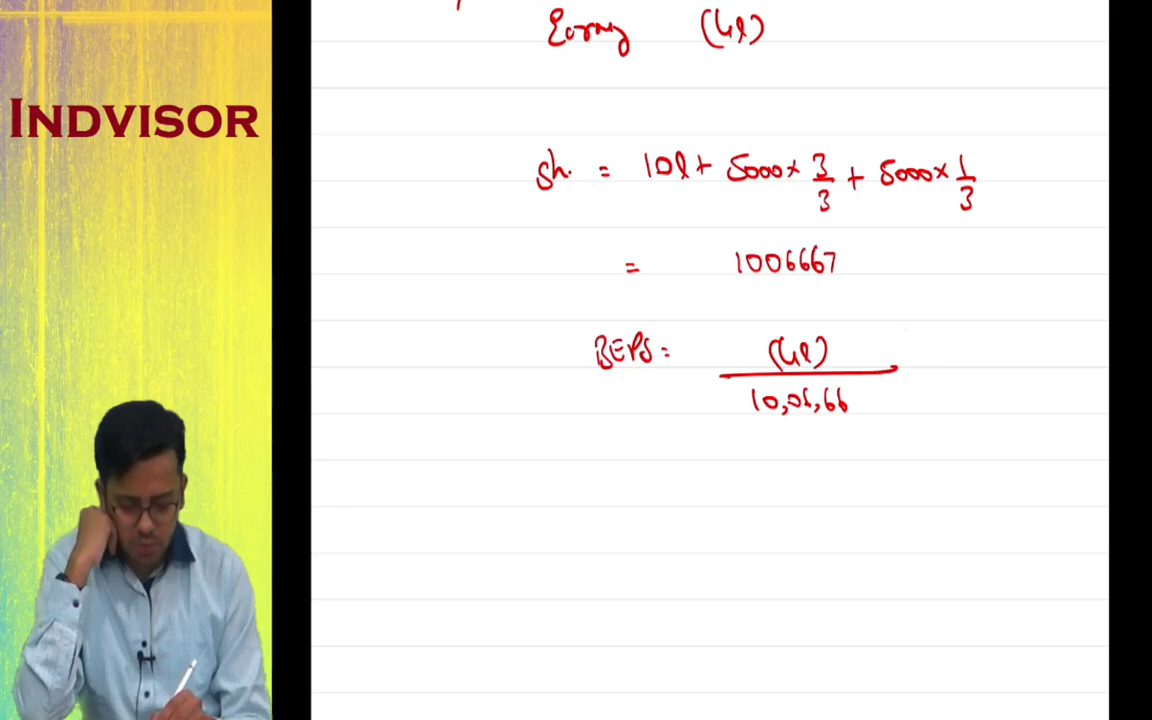 INDVISOR
Earning (4l)
Sh. = 10l + 5000 × 3/3 + 5000 × 1/3
= 1006667
BEPS = (4l)
10,06,66